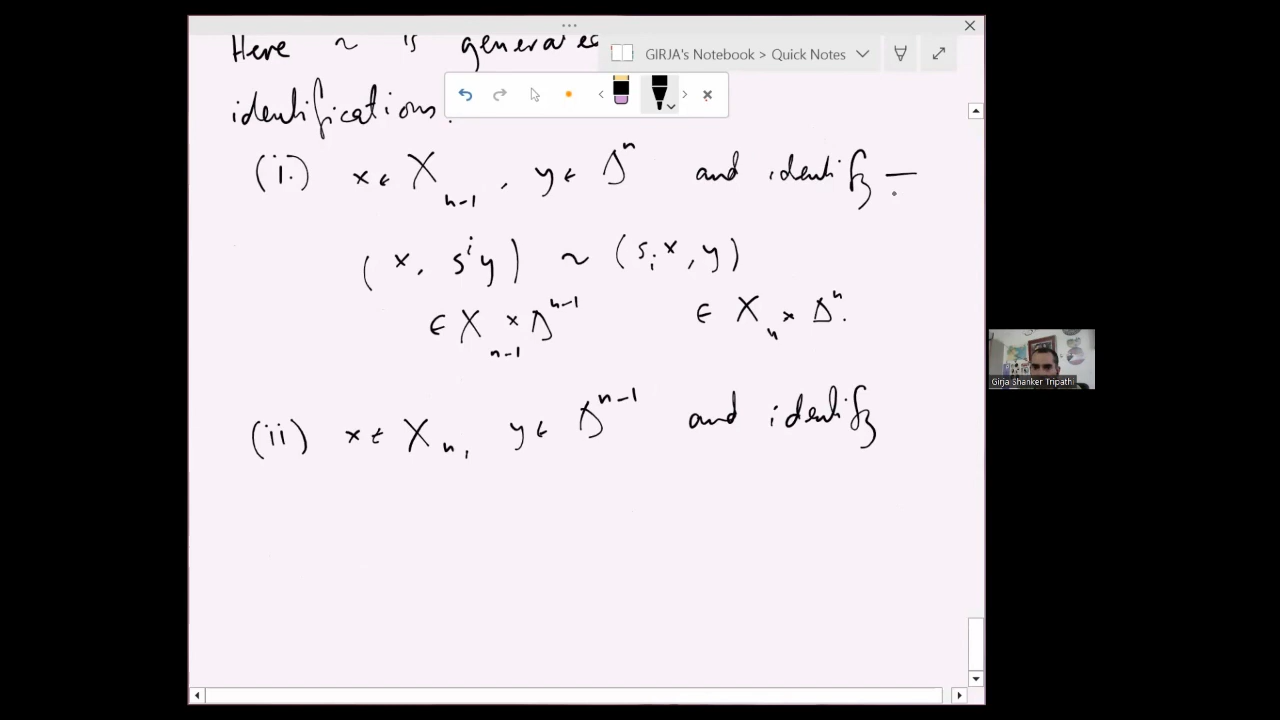 Here ~ is generated
GIRJA's Notebook > Quick Notes
identifications.
(i.) x ∈ X_{n-1}, y ∈ Δ^n and identify —
(x, s^i y) ~ (s_i x, y)
∈ X_{n-1} × Δ^{n-1} ∈ X_n × Δ^n.
(ii) x ∈ X_n, y ∈ Δ^{n-1} and identify
Girja Shanker Tripathi